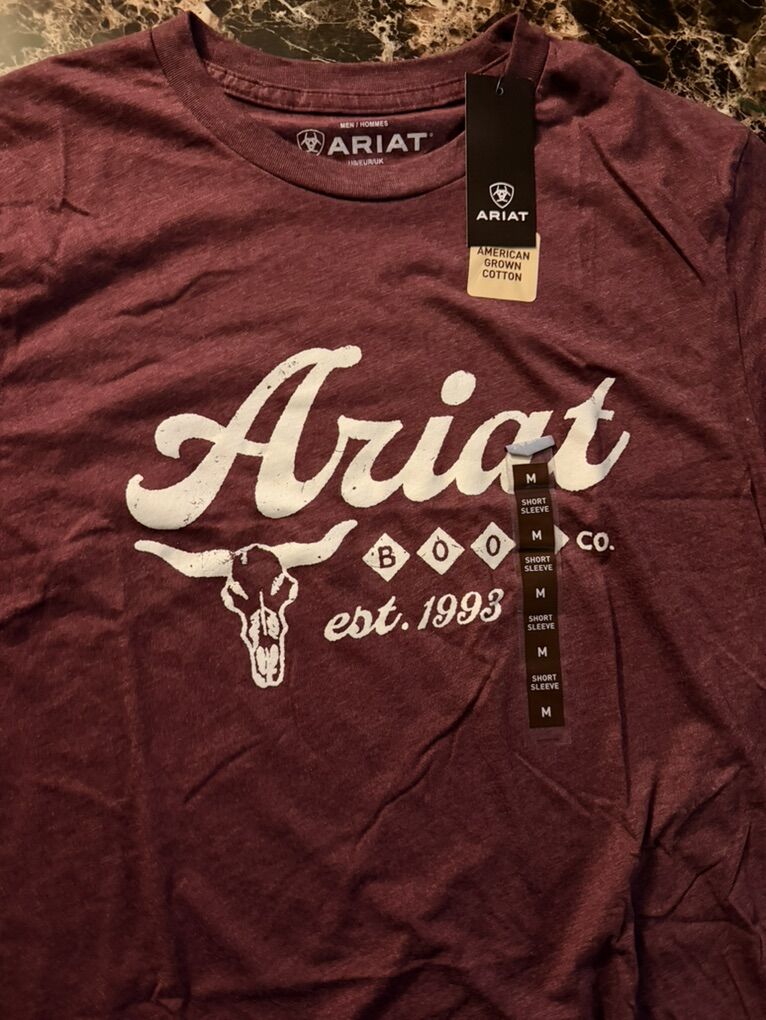 MEN / HOMMES
ARIAT
ARIAT
AMERICAN
GROWN
COTTON
Ariat
BOO CO.
est. 1993
M
SHORT
SLEEVE
M
SHORT
SLEEVE
M
SHORT
SLEEVE
M
SHORT
SLEEVE
M